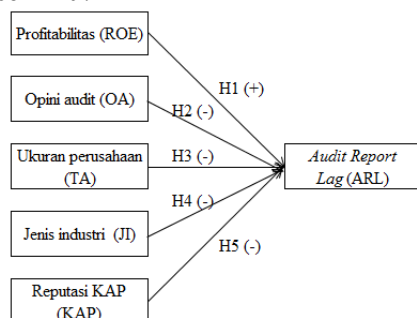 Profitabilitas (ROE)
H1 (+)
Opini audit (OA)
H2 (-)
Ukuran perusahaan
(TA)
H3 (-)
Audit Report
Lag (ARL)
H4 (-)
Jenis industri (JI)
H5 (-)
Reputasi KAP
(KAP)